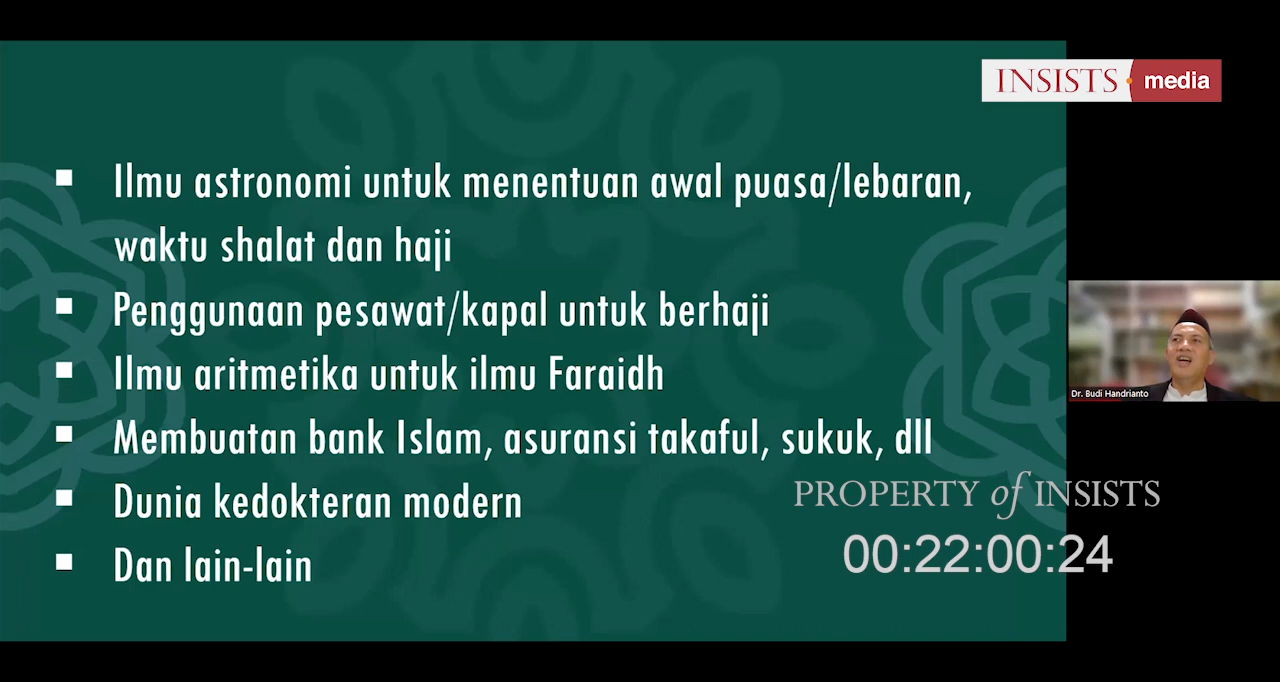 INSISTS media
Ilmu astronomi untuk menentuan awal puasa/lebaran,
waktu shalat dan haji
Penggunaan pesawat/kapal untuk berhaji
Ilmu aritmetika untuk ilmu Faraidh
Membuatan bank Islam, asuransi takaful, sukuk, dll
Dunia kedokteran modern
Dan lain-lain
Dr. Budi Handrianto
PROPERTY of INSISTS
00:22:00:24